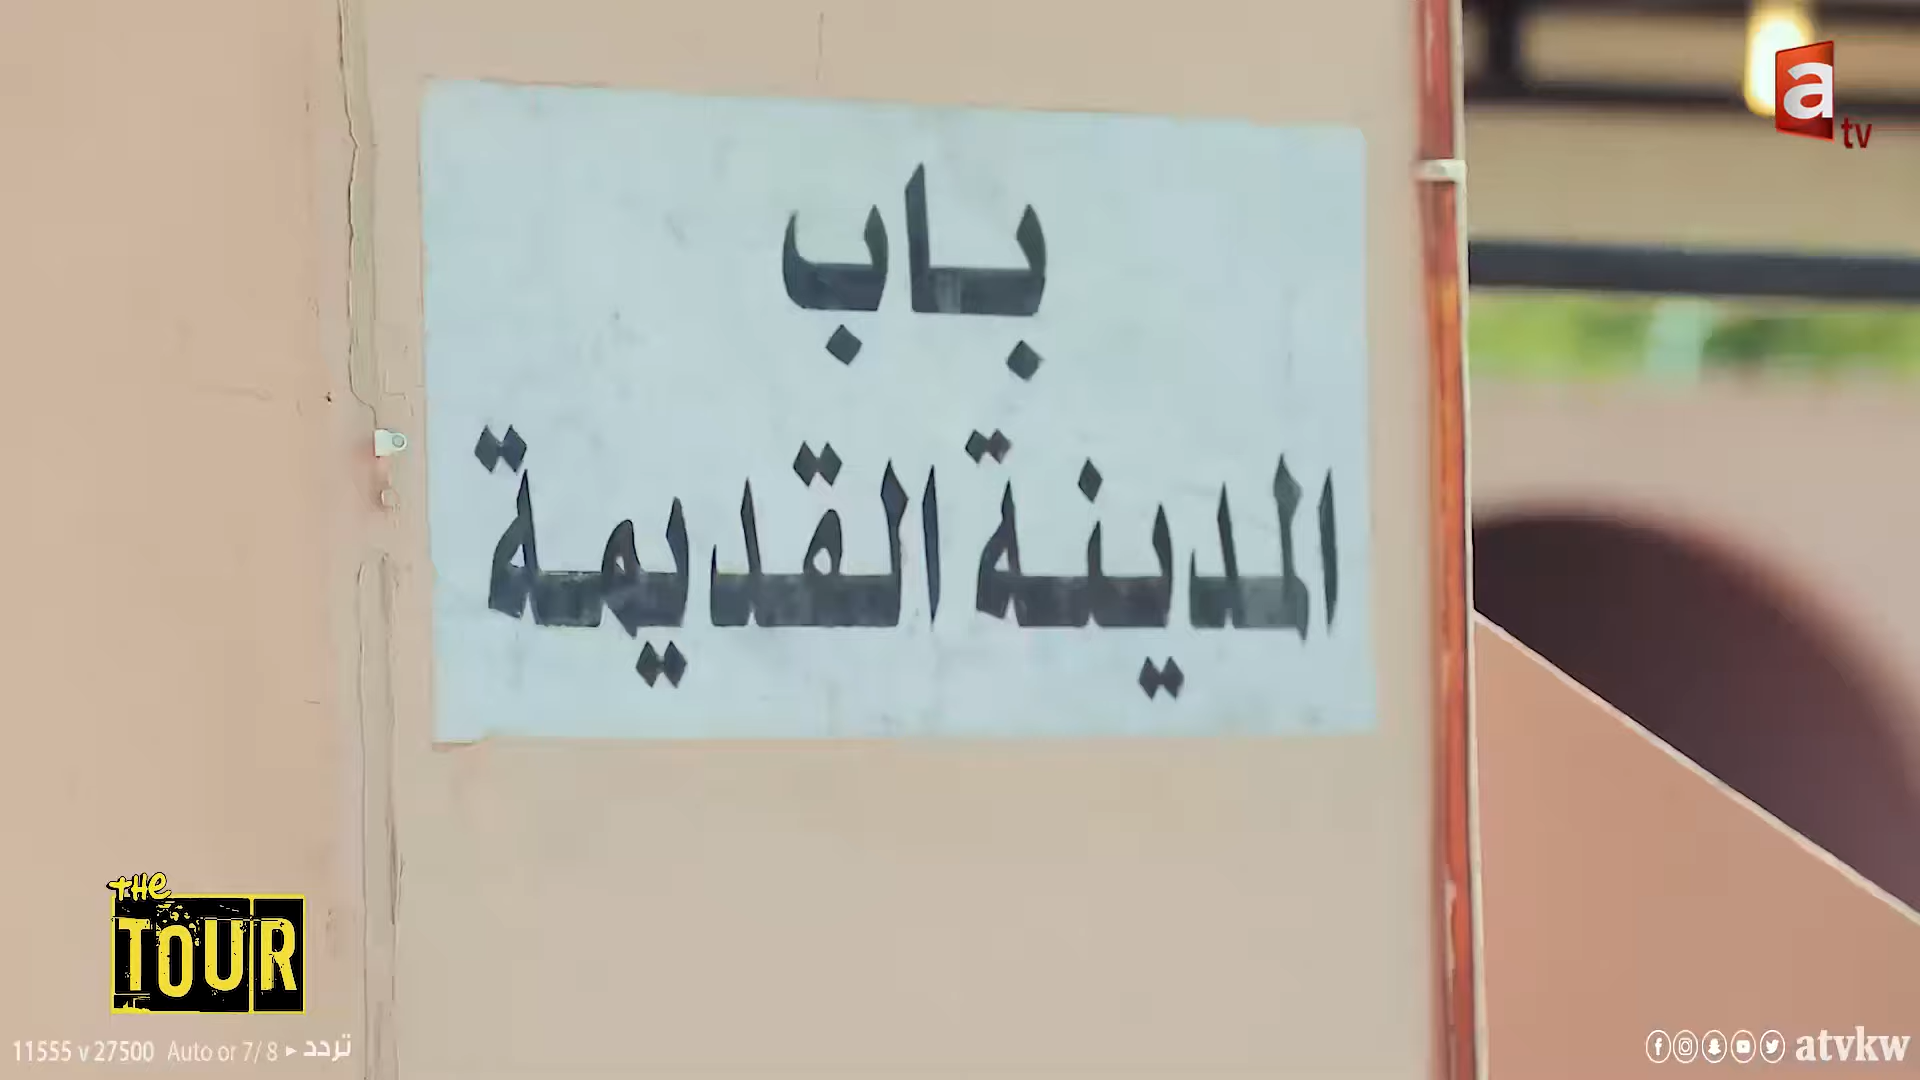 a tv
باب
المدينة القديمة
THE
TOUR
11555 v 27500 Auto or 7/8 ▸ تردد
atvkw